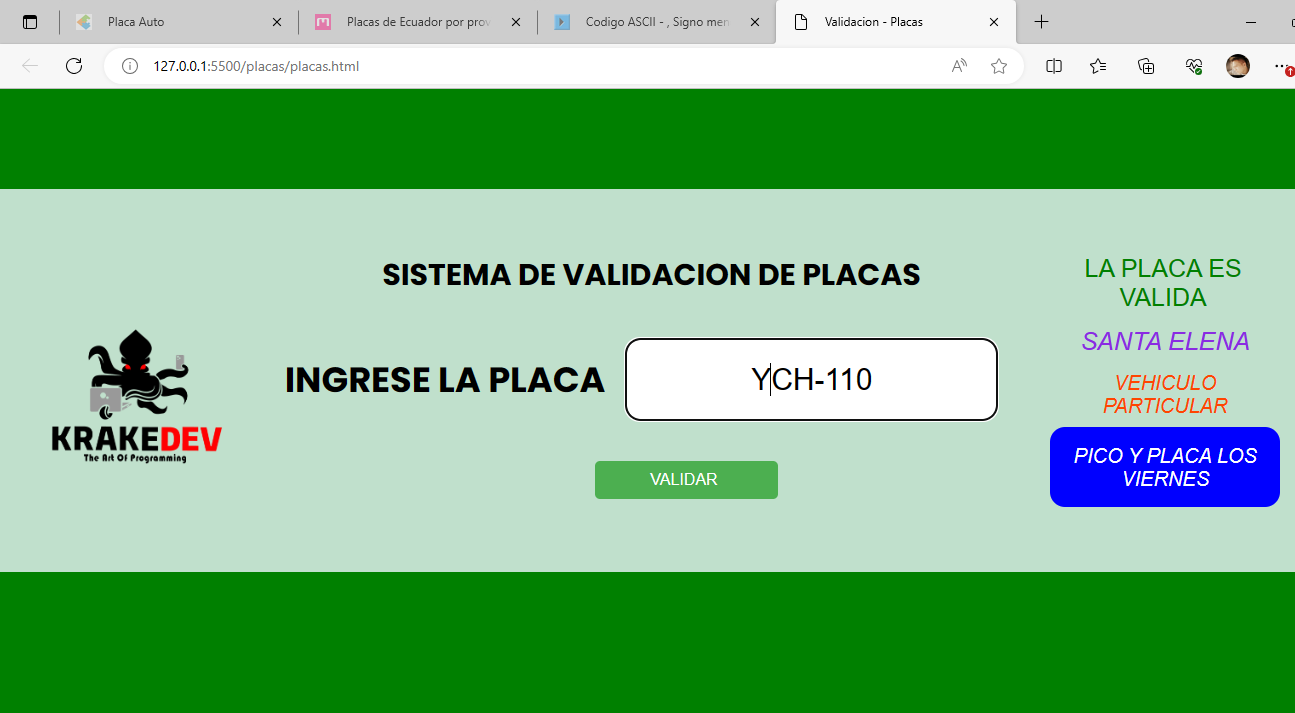 Placa Auto
Placas de Ecuador por prov
Codigo ASCII - , Signo men
Validacion - Placas
127.0.0.1:5500/placas/placas.html
SISTEMA DE VALIDACION DE PLACAS
INGRESE LA PLACA
YCH-110
VALIDAR
KRAKEDEV
The Art Of Programming
LA PLACA ES
VALIDA
SANTA ELENA
VEHICULO
PARTICULAR
PICO Y PLACA LOS
VIERNES